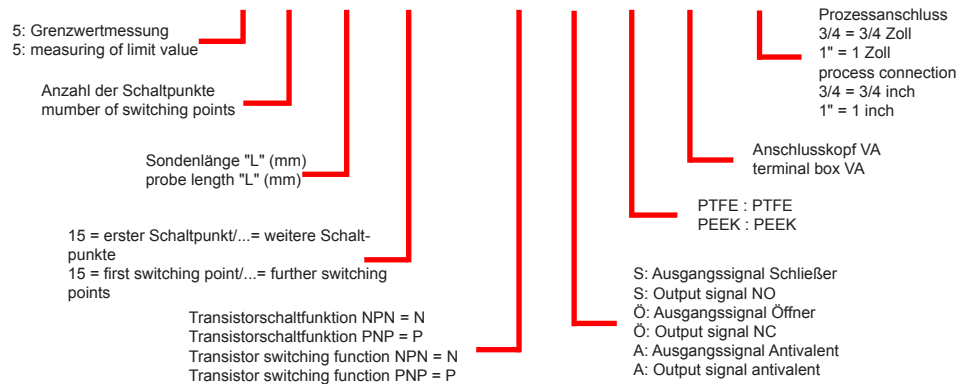 5: Grenzwertmessung
5: measuring of limit value
Anzahl der Schaltpunkte
mumber of switching points
Sondenlänge "L" (mm)
probe length "L" (mm)
15 = erster Schaltpunkt/...= weitere Schalt-
punkte
15 = first switching point/...= further switching
points
Transistorschaltfunktion NPN = N
Transistorschaltfunktion PNP = P
Transistor switching function NPN = N
Transistor switching function PNP = P
Prozessanschluss
3/4 = 3/4 Zoll
1" = 1 Zoll
process connection
3/4 = 3/4 inch
1" = 1 inch
Anschlusskopf VA
terminal box VA
PTFE : PTFE
PEEK : PEEK
S: Ausgangssignal Schließer
S: Output signal NO
Ö: Ausgangssignal Öffner
Ö: Output signal NC
A: Ausgangssignal Antivalent
A: Output signal antivalent